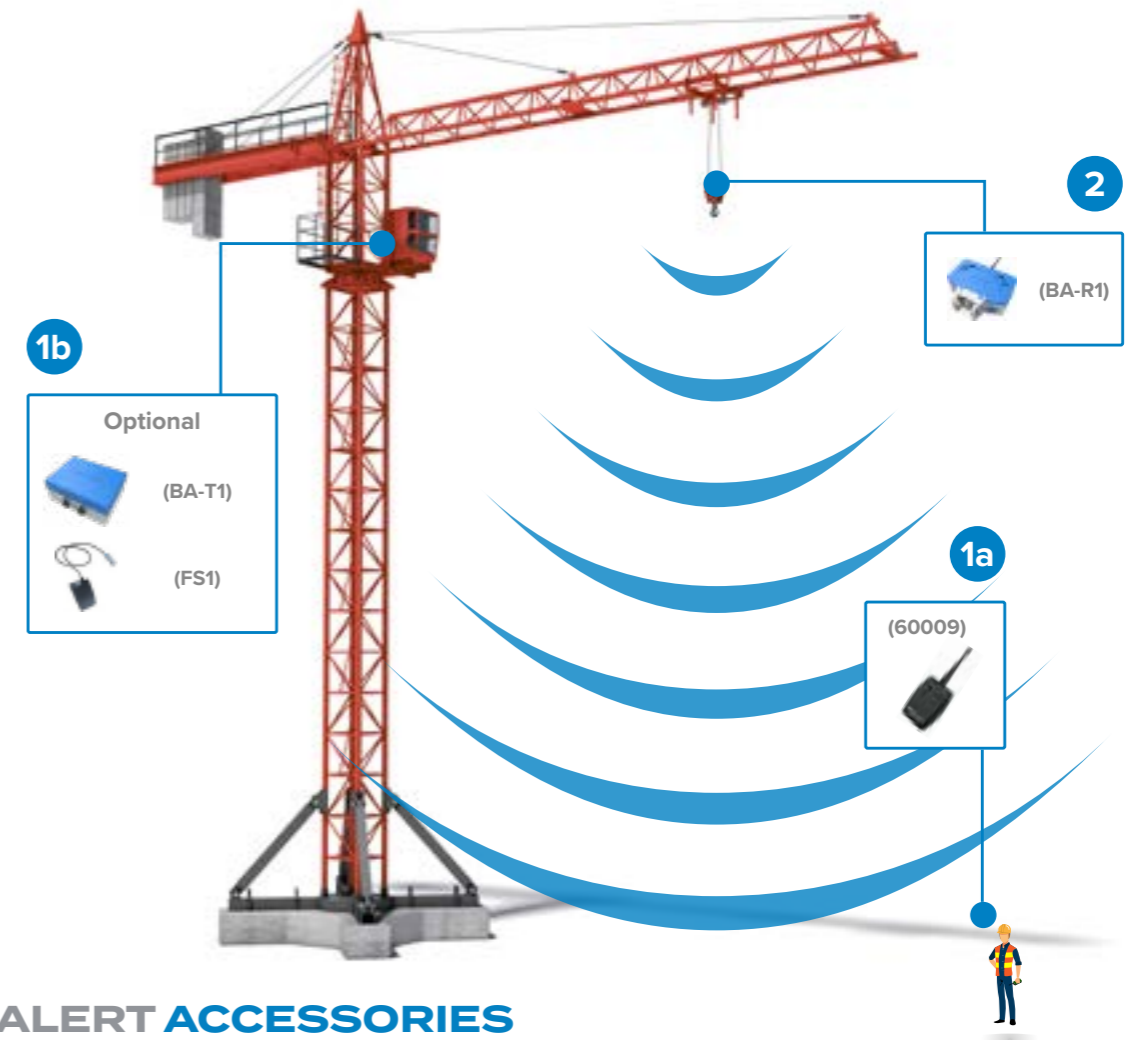 2
(BA-R1)
1b
Optional
(BA-T1)
(FS1)
1a
(60009)
ALERT ACCESSORIES